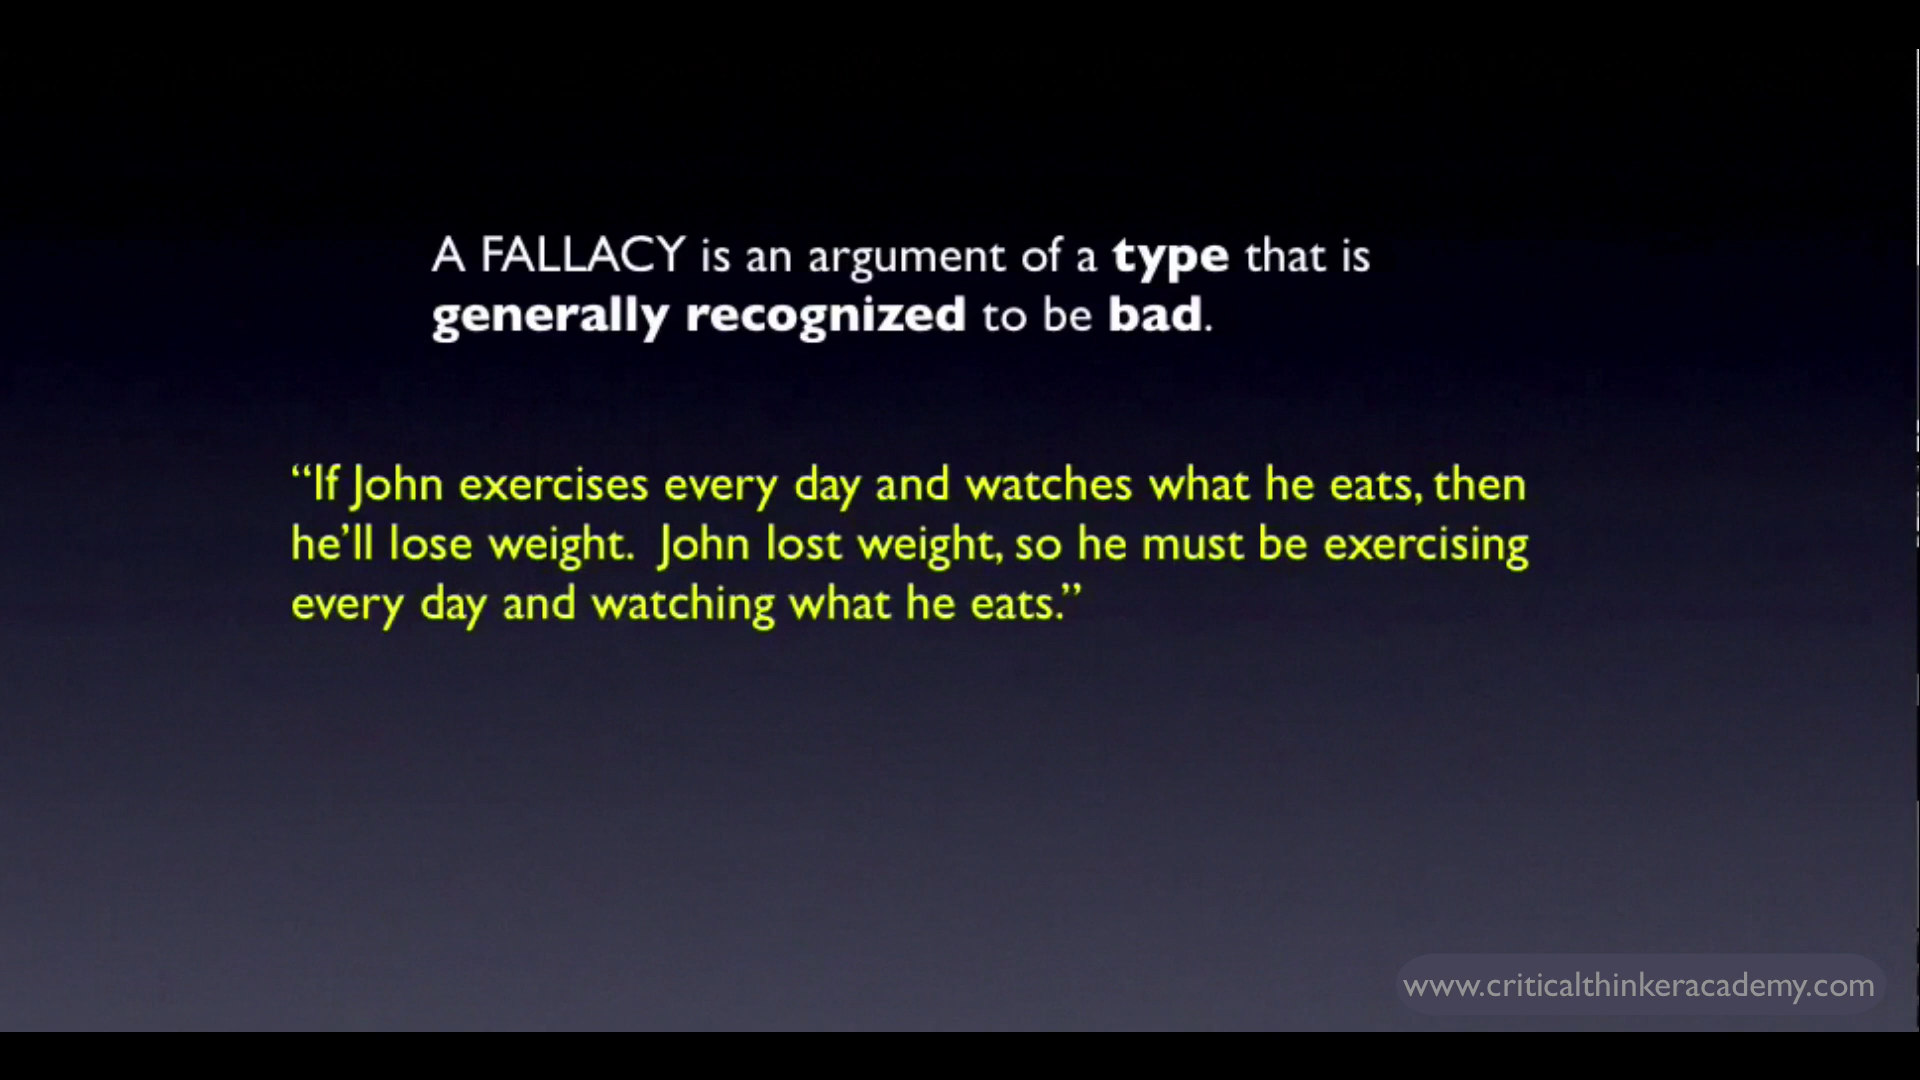 A FALLACY is an argument of a type that is
generally recognized to be bad.
“If John exercises every day and watches what he eats, then
he’ll lose weight.  John lost weight, so he must be exercising
every day and watching what he eats.”
www.criticalthinkeracademy.com